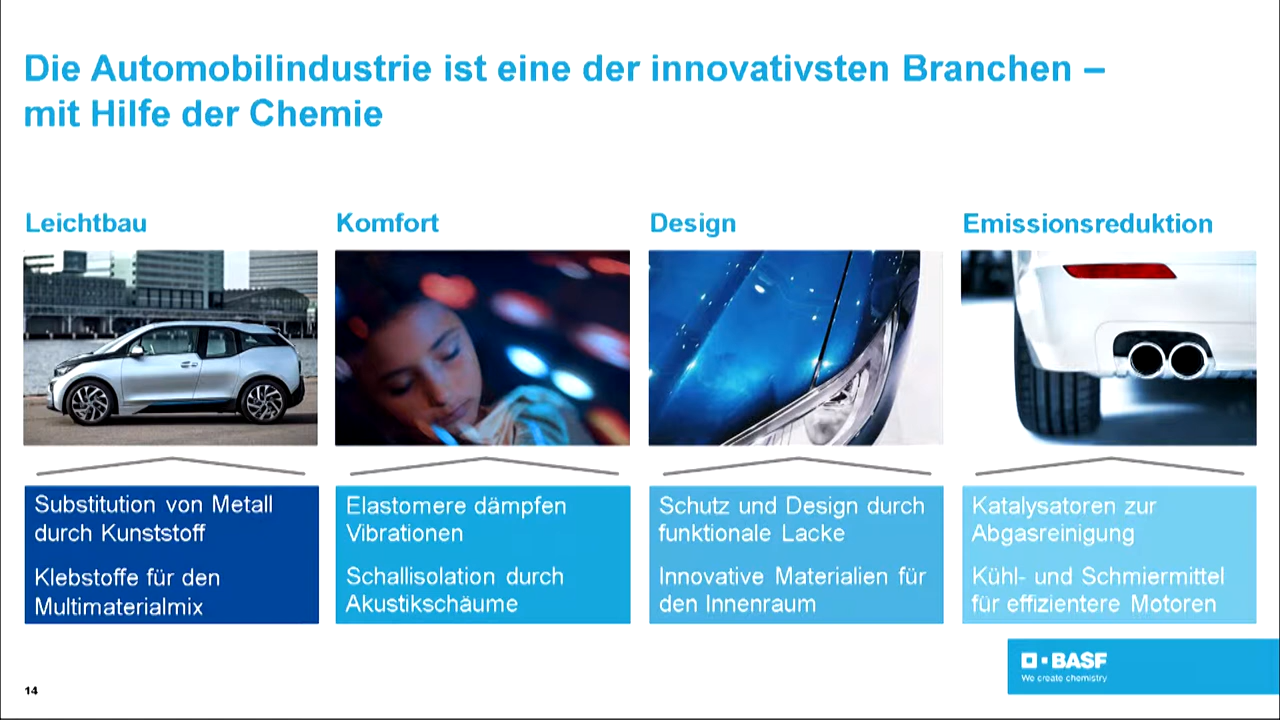 Die Automobilindustrie ist eine der innovativsten Branchen –
mit Hilfe der Chemie
Leichtbau
Substitution von Metall
durch Kunststoff
Klebstoffe für den
Multimaterialmix
Komfort
Elastomere dämpfen
Vibrationen
Schallisolation durch
Akustikschäume
Design
Schutz und Design durch
funktionale Lacke
Innovative Materialien für
den Innenraum
Emissionsreduktion
Katalysatoren zur
Abgasreinigung
Kühl- und Schmiermittel
für effizientere Motoren
14
BASF
We create chemistry